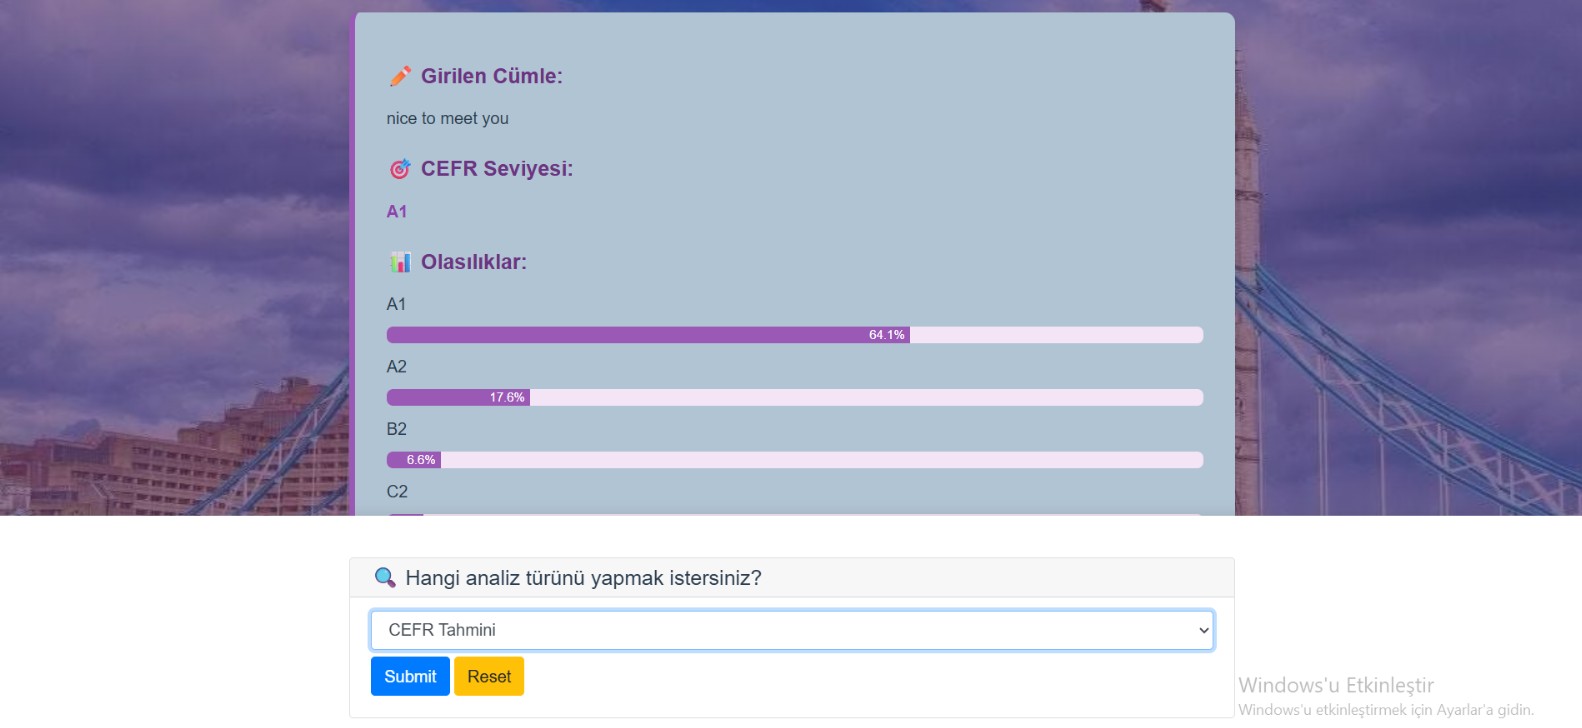 Girilen Cümle:
nice to meet you
CEFR Seviyesi:
A1
Olasılıklar:
A1
64.1%
A2
17.6%
B2
6.6%
C2
Hangi analiz türünü yapmak istersiniz?
CEFR Tahmini
Submit Reset
Windows'u Etkinleştir
Windows'u etkinleştirmek için Ayarlar'a gidin.